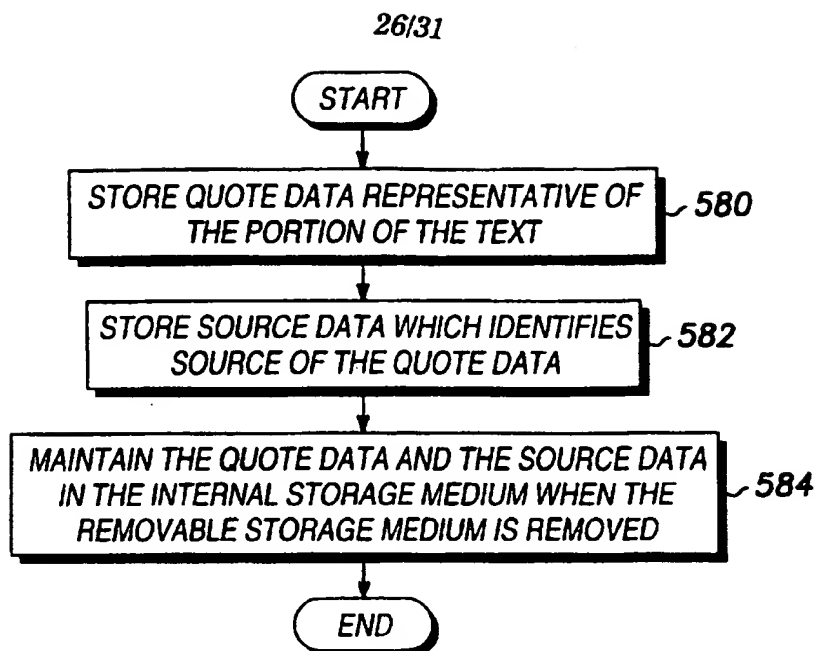 26/31
START
STORE QUOTE DATA REPRESENTATIVE OF
THE PORTION OF THE TEXT
580
STORE SOURCE DATA WHICH IDENTIFIES
SOURCE OF THE QUOTE DATA
582
MAINTAIN THE QUOTE DATA AND THE SOURCE DATA
IN THE INTERNAL STORAGE MEDIUM WHEN THE
REMOVABLE STORAGE MEDIUM IS REMOVED
584
END